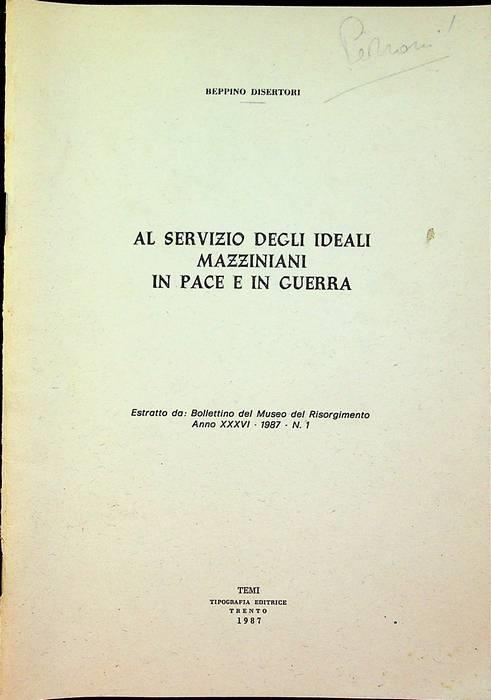 BEPPINO DISERTORI
AL SERVIZIO DEGLI IDEALI
MAZZINIANI
IN PACE E IN GUERRA
Estratto da: Bollettino del Museo del Risorgimento
Anno XXXVI - 1987 - N. 1
TEMI
TIPOGRAFIA EDITRICE
TRENTO
1987